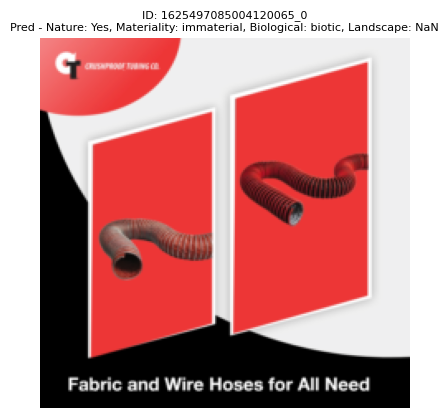 ID: 1625497085004120065_0
Pred - Nature: Yes, Materiality: immaterial, Biological: biotic, Landscape: NaN
CT CRUSHPROOF TUBING CO.
Fabric and Wire Hoses for All Need